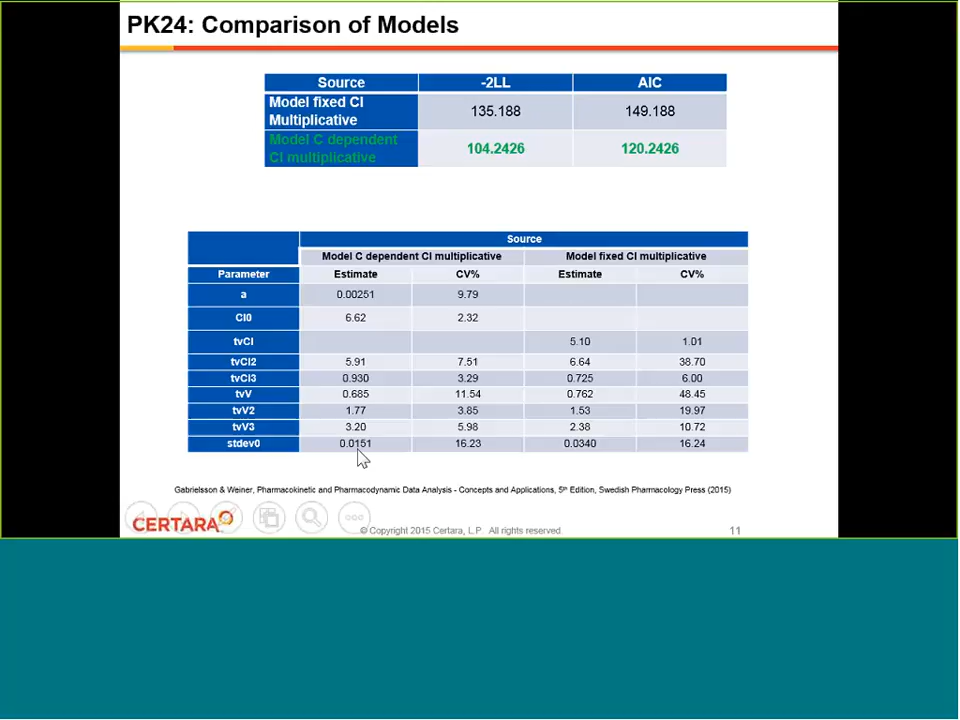 PK24: Comparison of Models
Source -2LL AIC
Model fixed Cl Multiplicative 135.188 149.188
Model C dependent Cl multiplicative 104.2426 120.2426
Source
Model C dependent Cl multiplicative Model fixed Cl multiplicative
Parameter Estimate CV% Estimate CV%
a 0.00251 9.79
Cl0 6.62 2.32
tvCl 5.10 1.01
tvCl2 5.91 7.51 6.64 38.70
tvCl3 0.930 3.29 0.725 6.00
tvV 0.685 11.54 0.762 48.45
tvV2 1.77 3.85 1.53 19.97
tvV3 3.20 5.98 2.38 10.72
stdev0 0.0151 16.23 0.0340 16.24
Gabrielsson & Weiner, Pharmacokinetic and Pharmacodynamic Data Analysis - Concepts and Applications, 5th Edition, Swedish Pharmacology Press (2015)
CERTARA
© Copyright 2015 Certara, L.P. All rights reserved.
11